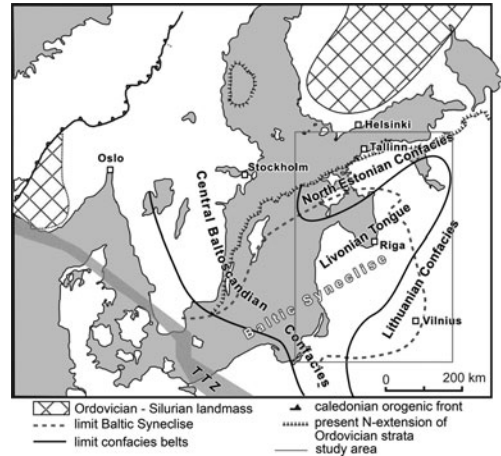 Helsinki
Tallinn
North Estonian Confacies
Oslo
Stockholm
Central Baltoscandian
Confacies
Livonian Tongue
Riga
Baltic Syneclise
Lithuanian Confacies
Vilnius
TTZ
0 200 km
Ordovician - Silurian landmass
limit Baltic Syneclise
limit confacies belts
caledonian orogenic front
present N-extension of
Ordovician strata
study area